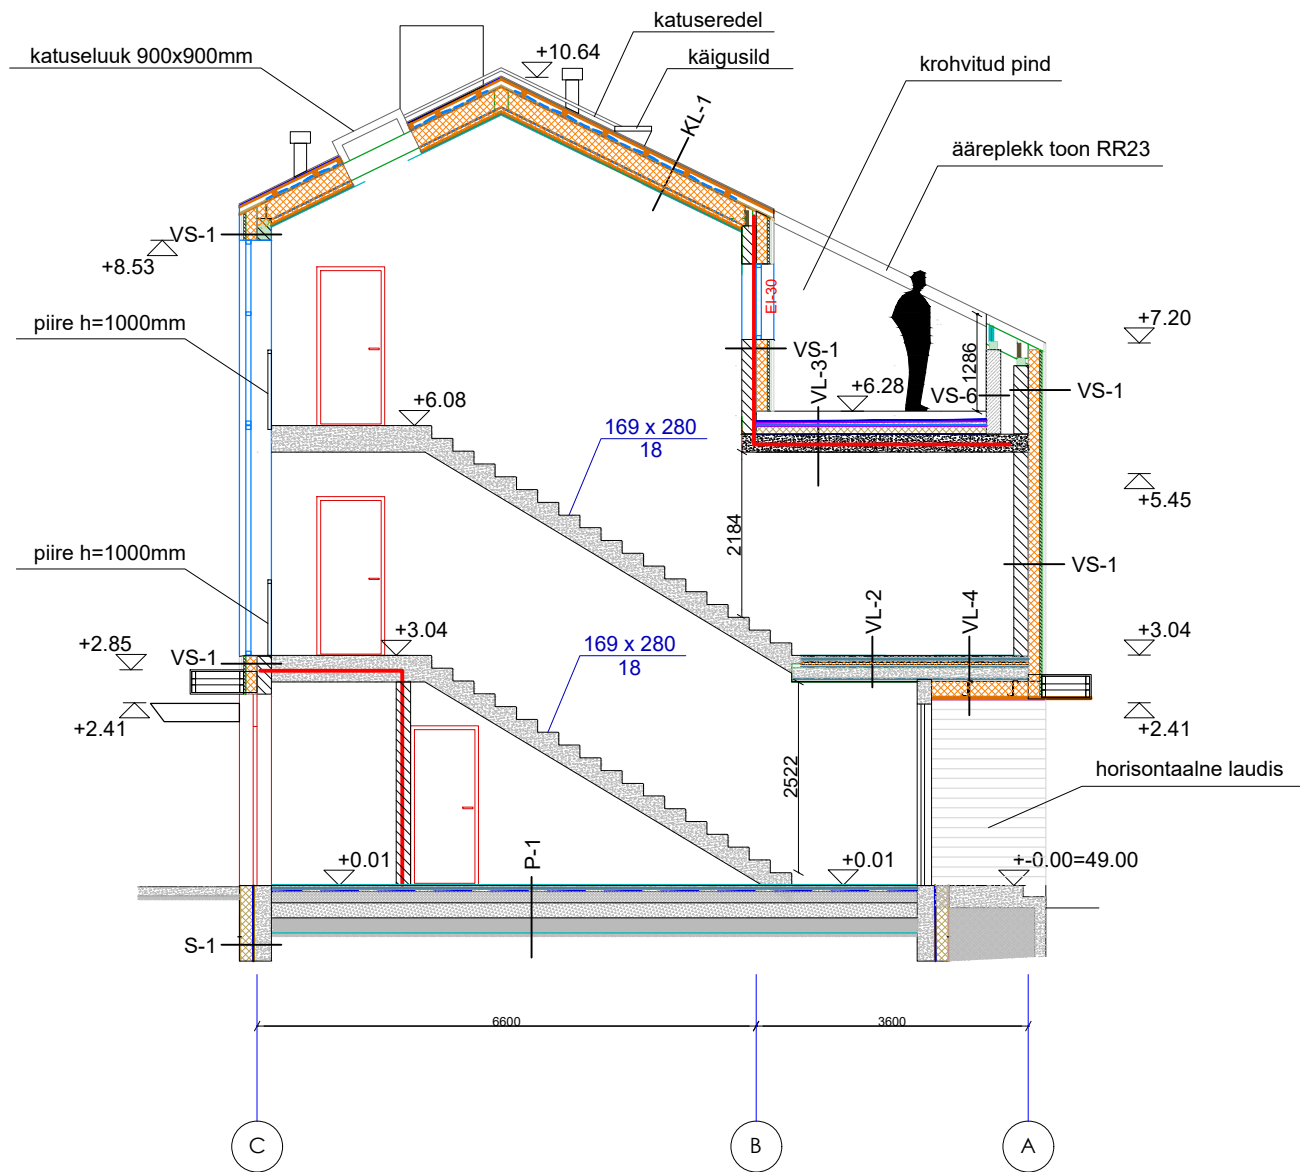 katuseredel
katuseluuk 900x900mm
+10.64
käigusild
krohvitud pind
KL-1
ääreplekk toon RR23
VS-1
+8.53
EI-30
piire h=1000mm
+7.20
VS-1
1286
VL-3
+6.28
VS-6
VS-1
+6.08
169 x 280
18
+5.45
2184
piire h=1000mm
VS-1
VL-2
VL-4
+2.85
VS-1
+3.04
169 x 280
18
+3.04
+2.41
+2.41
2522
horisontaalne laudis
+0.01
P-1
+0.01
+-0.00=49.00
S-1
6600
3600
C
B
A